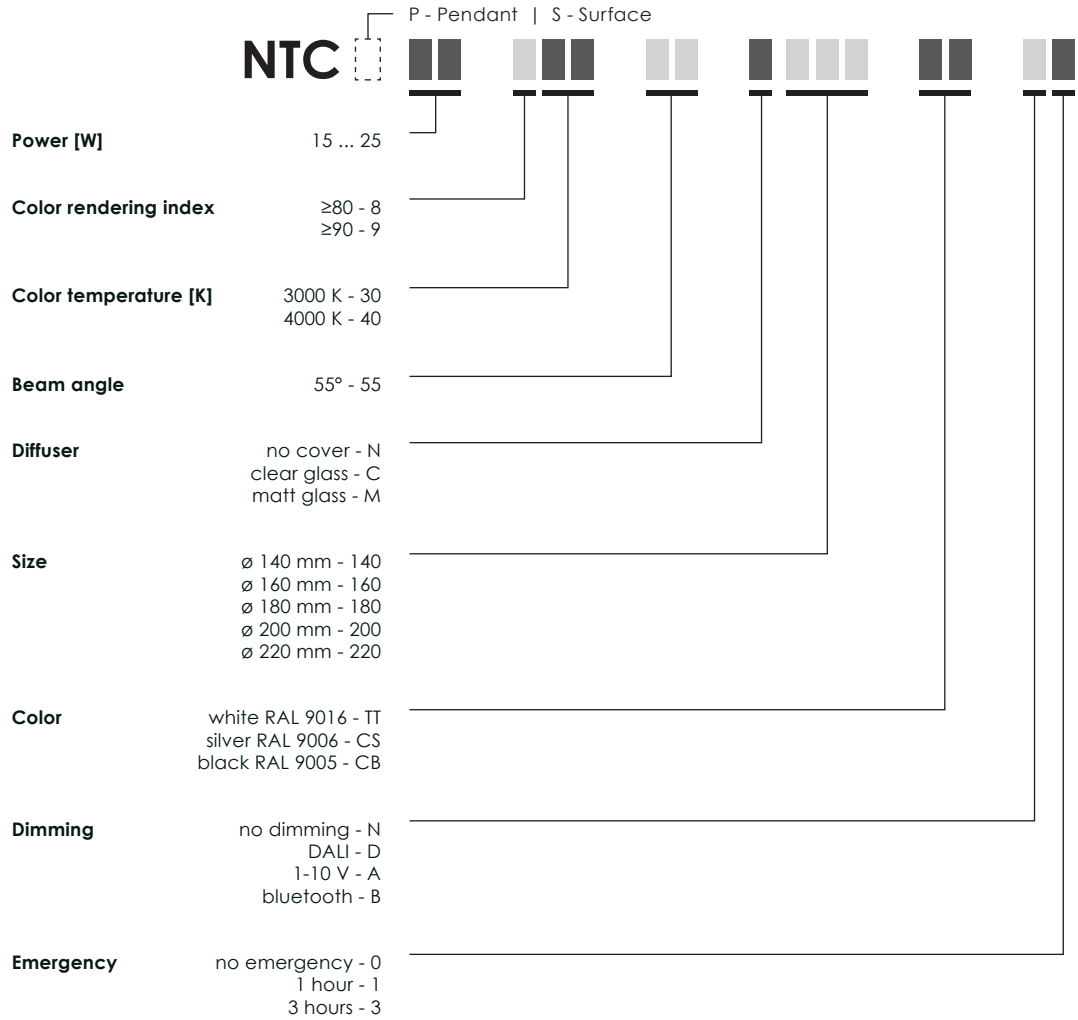 P - Pendant | S - Surface
NTC
Power [W] 15 ... 25
Color rendering index ≥80 - 8
≥90 - 9
Color temperature [K] 3000 K - 30
4000 K - 40
Beam angle 55° - 55
Diffuser no cover - N
clear glass - C
matt glass - M
Size ø 140 mm - 140
ø 160 mm - 160
ø 180 mm - 180
ø 200 mm - 200
ø 220 mm - 220
Color white RAL 9016 - TT
silver RAL 9006 - CS
black RAL 9005 - CB
Dimming no dimming - N
DALI - D
1-10 V - A
bluetooth - B
Emergency no emergency - 0
1 hour - 1
3 hours - 3